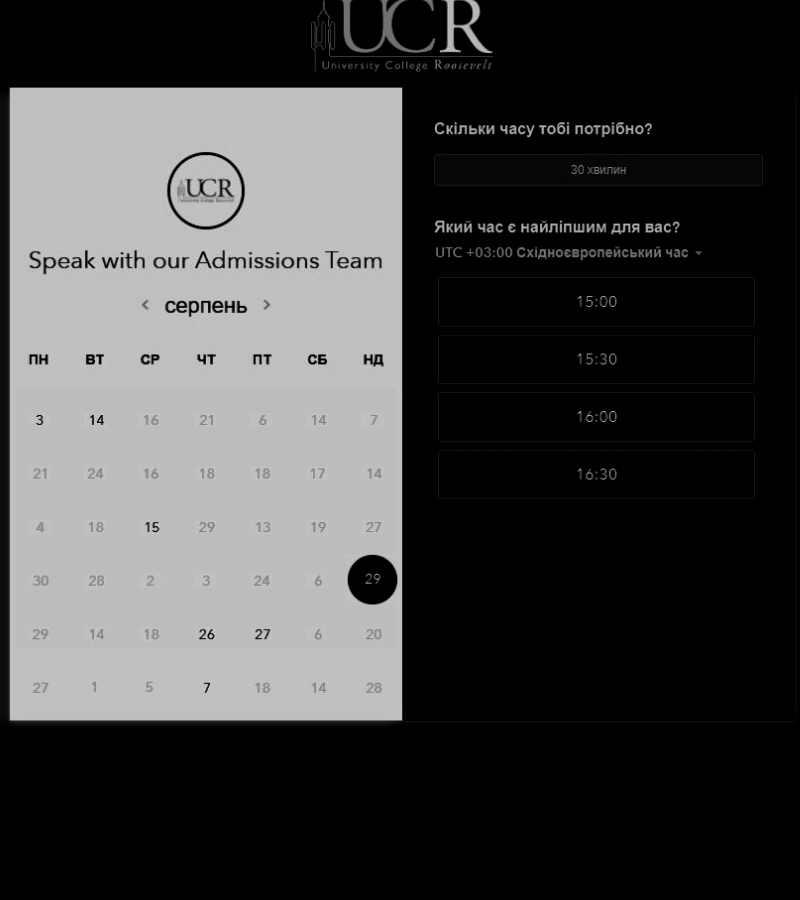 UCR
University College Roosevelt
UCR
University College Roosevelt
Speak with our Admissions Team
серпень
ПН ВТ СР ЧТ ПТ СБ НД
3 14 16 21 6 14 7
21 24 16 18 18 17 14
4 18 15 29 13 19 27
30 28 2 3 24 6 29
29 14 18 26 27 6 20
27 1 5 7 18 14 28
Скільки часу тобі потрібно?
30 хвилин
Який час є найліпшим для вас?
UTC +03:00 Східноєвропейський час
15:00
15:30
16:00
16:30